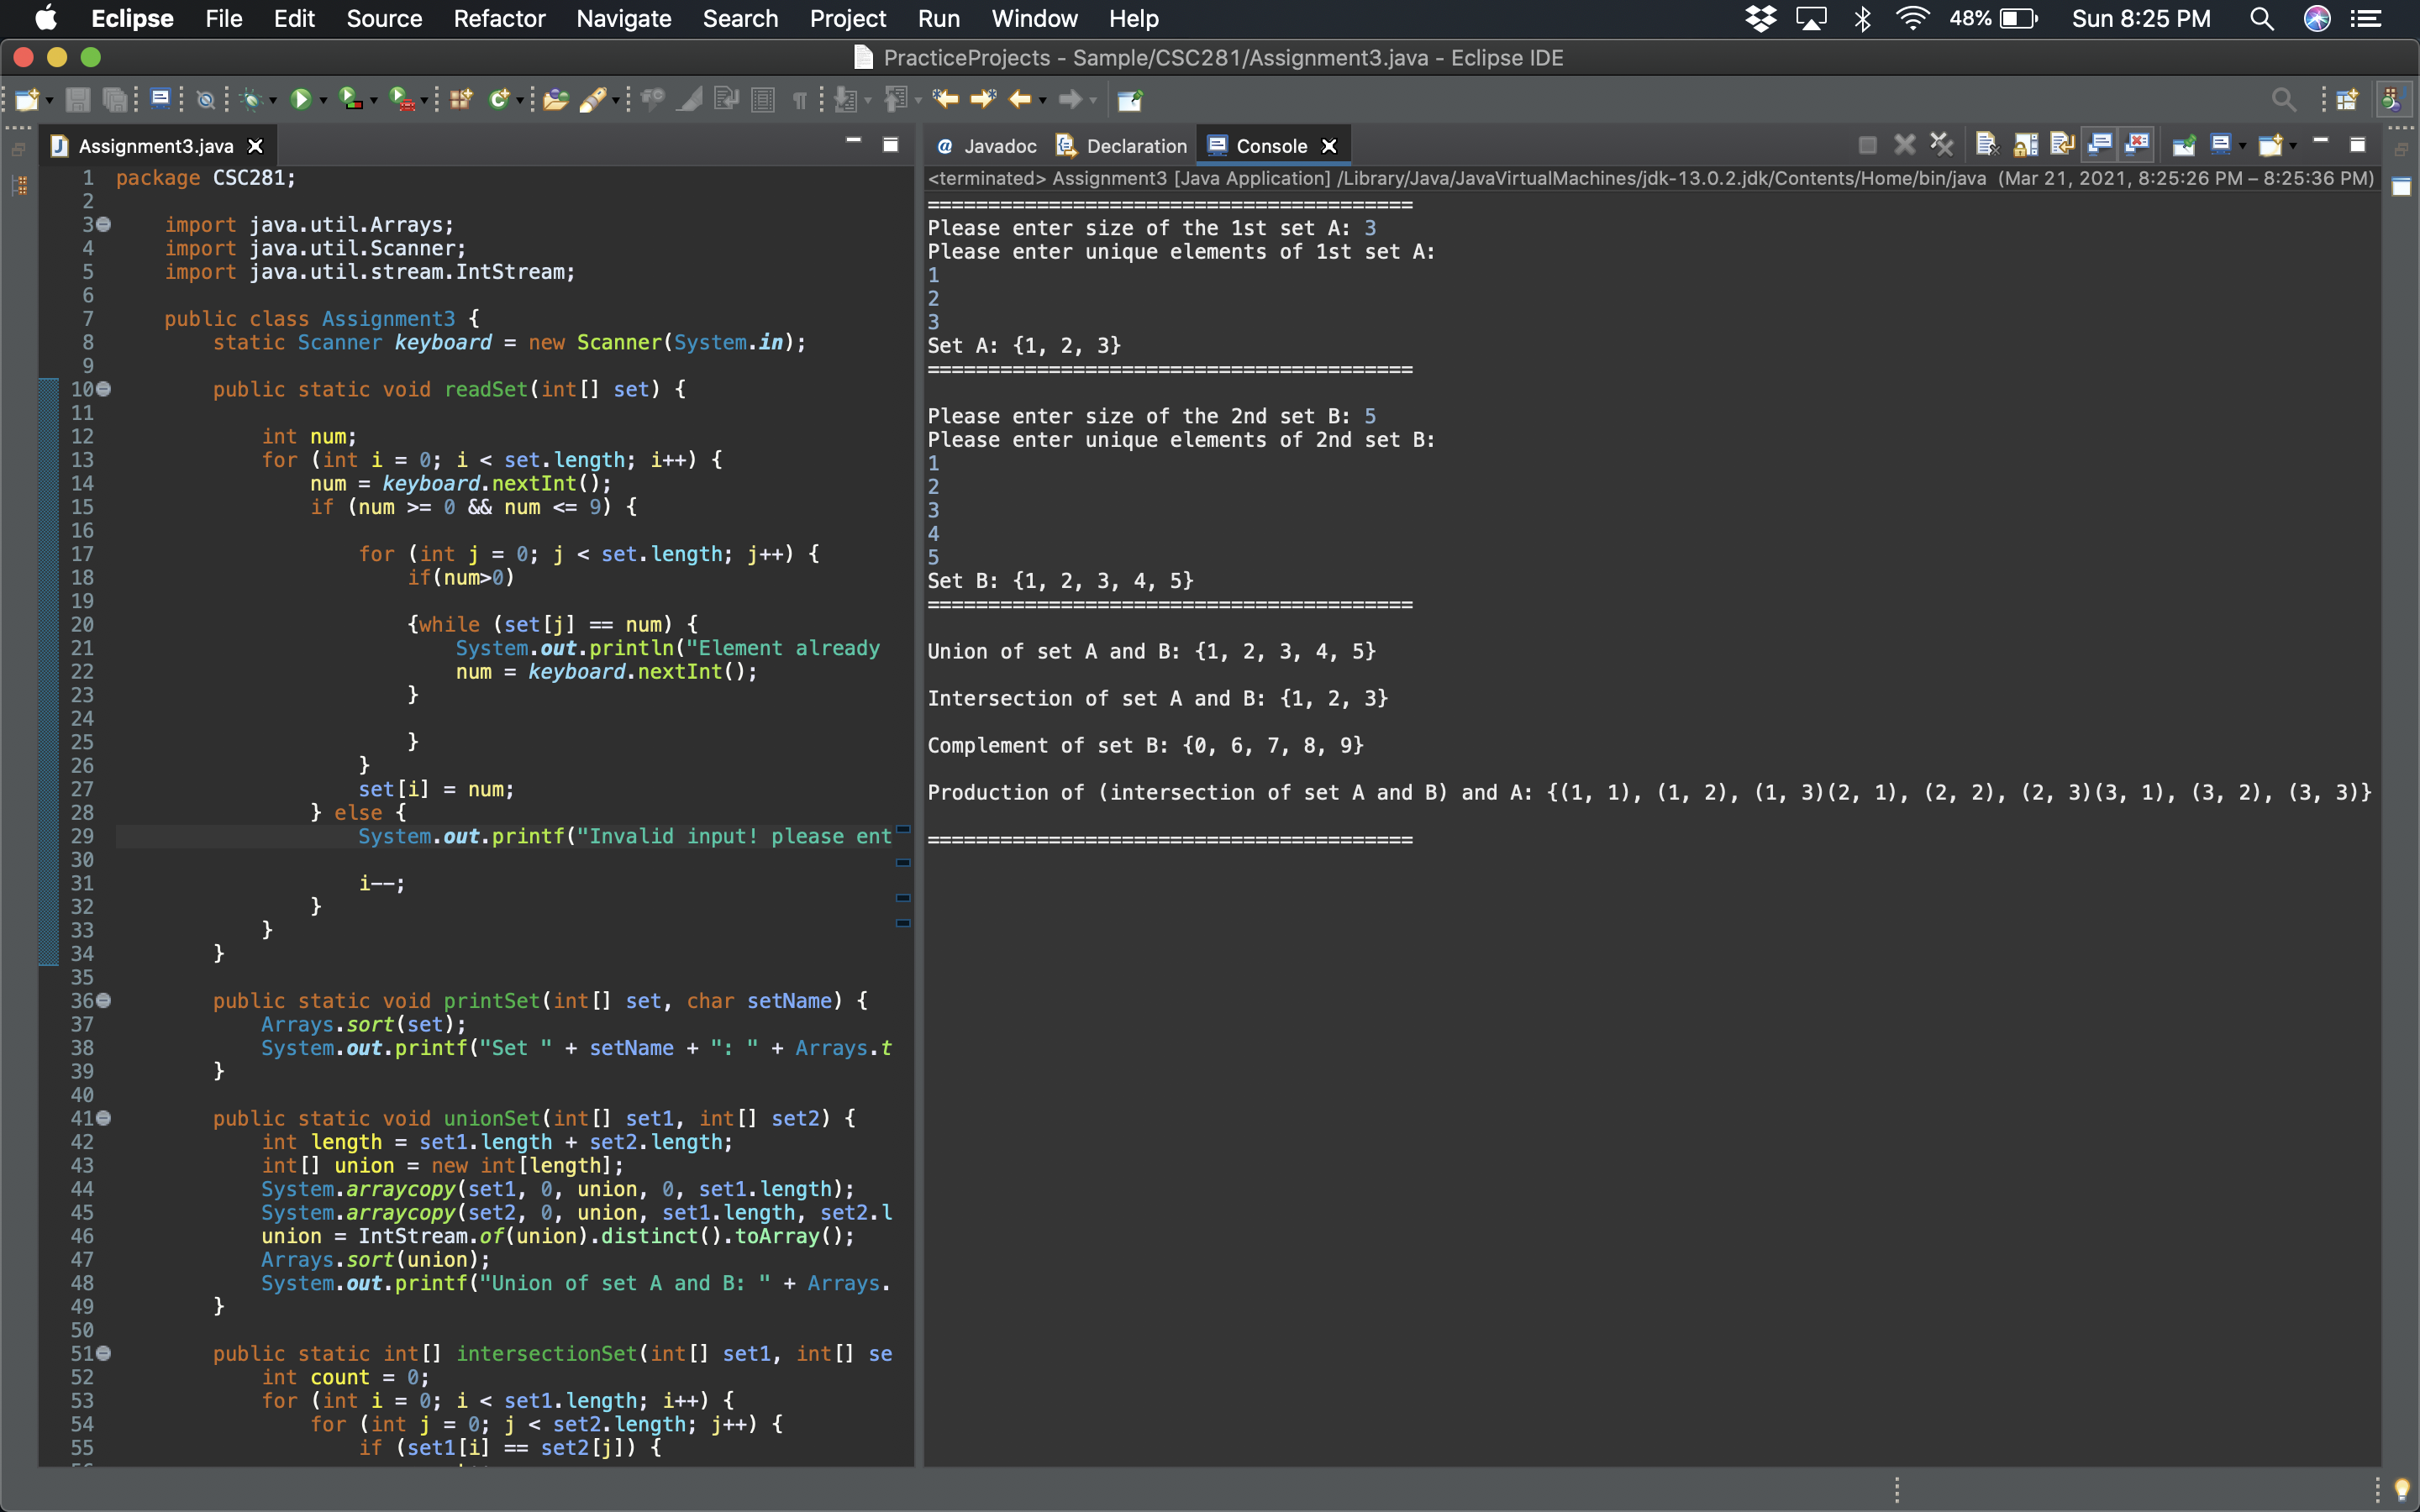 Eclipse File Edit Source Refactor Navigate Search Project Run Window Help 48% Sun 8:25 PM
PracticeProjects - Sample/CSC281/Assignment3.java - Eclipse IDE
Assignment3.java
1 package CSC281;
2
3 import java.util.Arrays;
4 import java.util.Scanner;
5 import java.util.stream.IntStream;
6
7 public class Assignment3 {
8 static Scanner keyboard = new Scanner(System.in);
9
10 public static void readSet(int[] set) {
11
12 int num;
13 for (int i = 0; i < set.length; i++) {
14 num = keyboard.nextInt();
15 if (num >= 0 && num <= 9) {
16
17 for (int j = 0; j < set.length; j++) {
18 if(num>0)
19
20 {while (set[j] == num) {
21 System.out.println("Element already
22 num = keyboard.nextInt();
23 }
24
25 }
26 }
27 set[i] = num;
28 } else {
29 System.out.printf("Invalid input! please ent
30
31 i--;
32 }
33 }
34 }
35
36 public static void printSet(int[] set, char setName) {
37 Arrays.sort(set);
38 System.out.printf("Set " + setName + ": " + Arrays.t
39 }
40
41 public static void unionSet(int[] set1, int[] set2) {
42 int length = set1.length + set2.length;
43 int[] union = new int[length];
44 System.arraycopy(set1, 0, union, 0, set1.length);
45 System.arraycopy(set2, 0, union, set1.length, set2.l
46 union = IntStream.of(union).distinct().toArray();
47 Arrays.sort(union);
48 System.out.printf("Union of set A and B: " + Arrays.
49 }
50
51 public static int[] intersectionSet(int[] set1, int[] se
52 int count = 0;
53 for (int i = 0; i < set1.length; i++) {
54 for (int j = 0; j < set2.length; j++) {
55 if (set1[i] == set2[j]) {
Javadoc Declaration Console
<terminated> Assignment3 [Java Application] /Library/Java/JavaVirtualMachines/jdk-13.0.2.jdk/Contents/Home/bin/java (Mar 21, 2021, 8:25:26 PM – 8:25:36 PM)
========================================
Please enter size of the 1st set A: 3
Please enter unique elements of 1st set A:
1
2
3
Set A: {1, 2, 3}
========================================
Please enter size of the 2nd set B: 5
Please enter unique elements of 2nd set B:
1
2
3
4
5
Set B: {1, 2, 3, 4, 5}
========================================
Union of set A and B: {1, 2, 3, 4, 5}
Intersection of set A and B: {1, 2, 3}
Complement of set B: {0, 6, 7, 8, 9}
Production of (intersection of set A and B) and A: {(1, 1), (1, 2), (1, 3)(2, 1), (2, 2), (2, 3)(3, 1), (3, 2), (3, 3)}
========================================